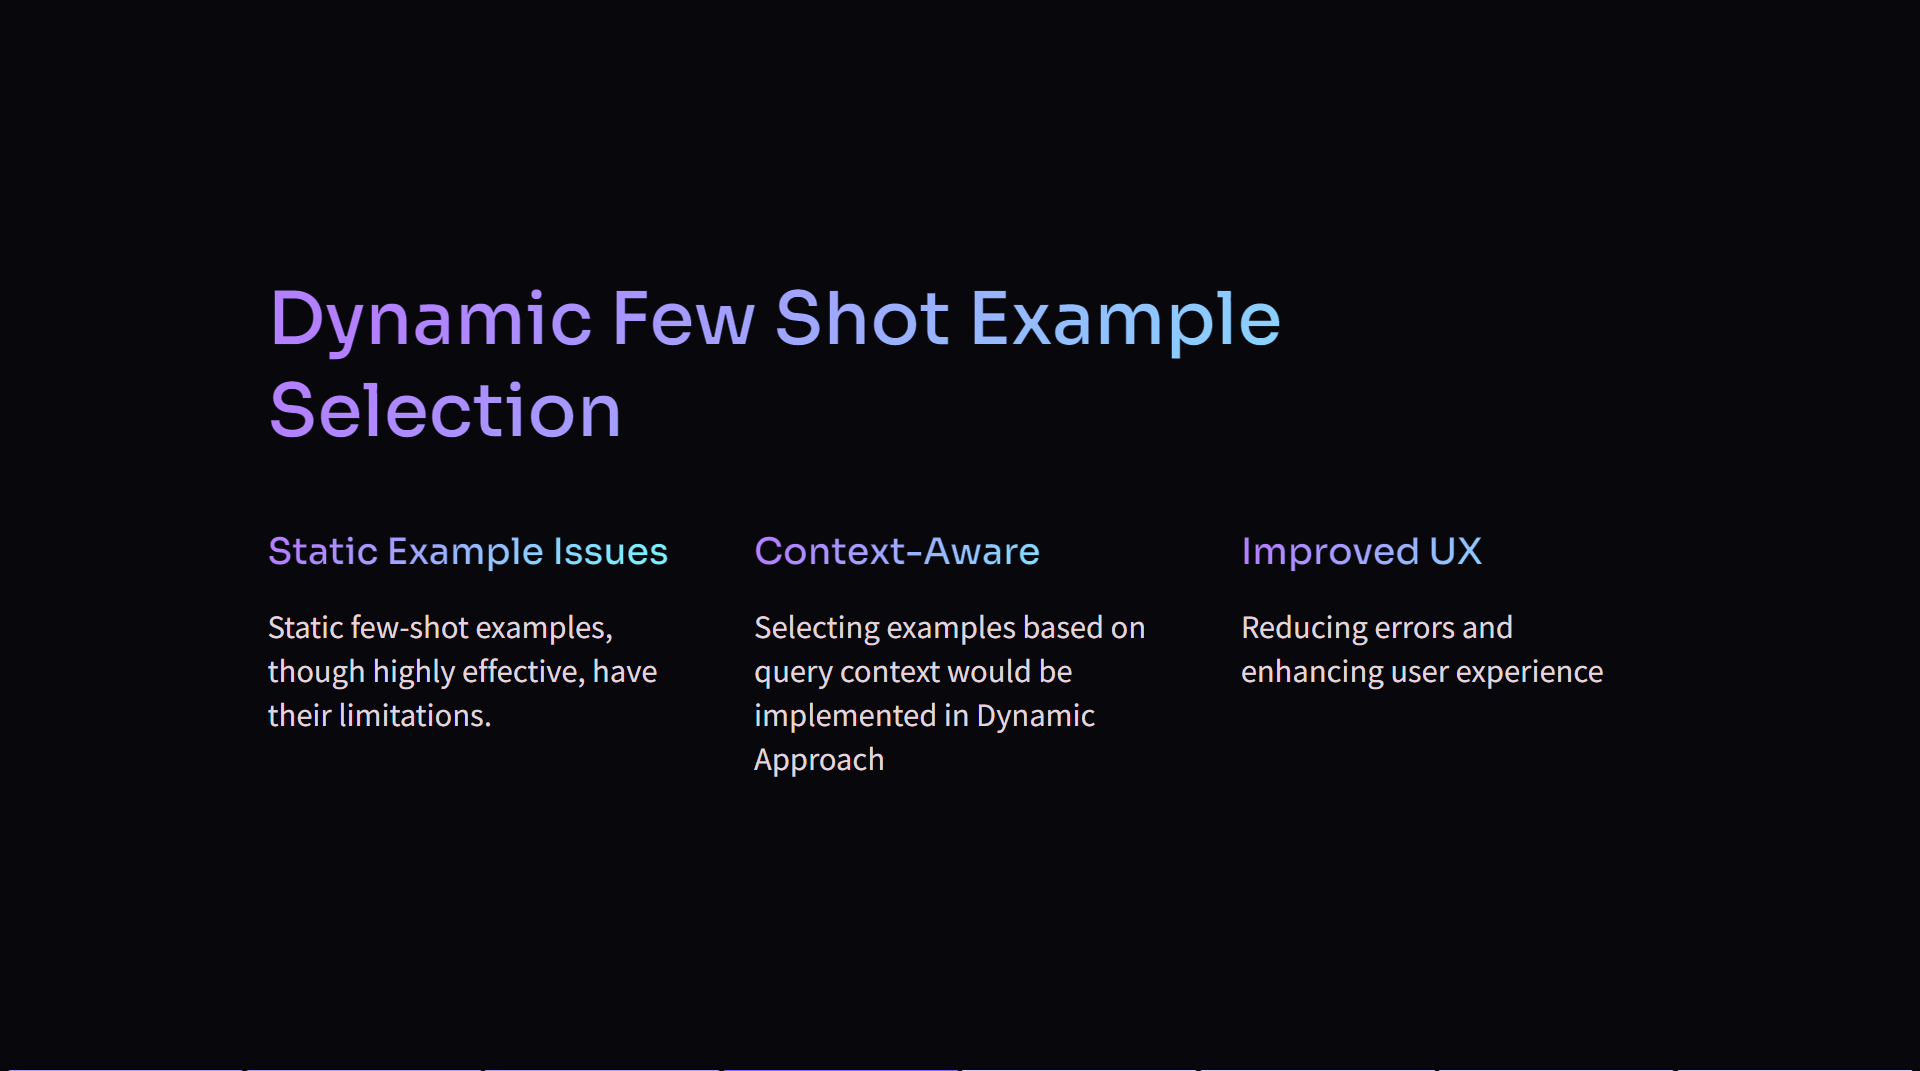 Dynamic Few Shot Example
Selection
Static Example Issues
Static few-shot examples,
though highly effective, have
their limitations.
Context-Aware
Selecting examples based on
query context would be
implemented in Dynamic
Approach
Improved UX
Reducing errors and
enhancing user experience